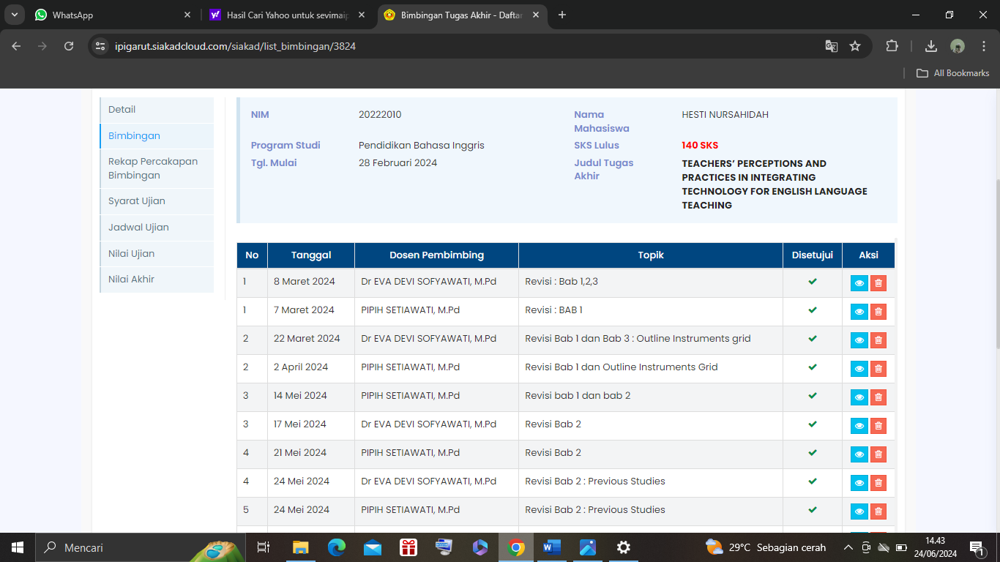 WhatsApp
Hasil Cari Yahoo untuk sevimaip
Bimbingan Tugas Akhir - Daftar
ipigarut.siakadcloud.com/siakad/list_bimbingan/3824
All Bookmarks
Detail
Bimbingan
Rekap Percakapan
Bimbingan
Syarat Ujian
Jadwal Ujian
Nilai Ujian
Nilai Akhir
NIM 20222010 Nama HESTI NURSAHIDAH
Mahasiswa
Program Studi Pendidikan Bahasa Inggris SKS Lulus 140 SKS
Tgl. Mulai 28 Februari 2024 Judul Tugas TEACHERS’ PERCEPTIONS AND
Akhir PRACTICES IN INTEGRATING
TECHNOLOGY FOR ENGLISH LANGUAGE
TEACHING
No Tanggal Dosen Pembimbing Topik Disetujui Aksi
1 8 Maret 2024 Dr EVA DEVI SOFYAWATI, M.Pd Revisi : Bab 1,2,3
1 7 Maret 2024 PIPIH SETIAWATI, M.Pd Revisi : BAB 1
2 22 Maret 2024 Dr EVA DEVI SOFYAWATI, M.Pd Revisi Bab 1 dan Bab 3 : Outline Instruments grid
2 2 April 2024 PIPIH SETIAWATI, M.Pd Revisi Bab 1 dan Outline Instruments Grid
3 14 Mei 2024 PIPIH SETIAWATI, M.Pd Revisi bab 1 dan bab 2
3 17 Mei 2024 Dr EVA DEVI SOFYAWATI, M.Pd Revisi Bab 2
4 21 Mei 2024 PIPIH SETIAWATI, M.Pd Revisi Bab 2
4 24 Mei 2024 Dr EVA DEVI SOFYAWATI, M.Pd Revisi Bab 2 : Previous Studies
5 24 Mei 2024 PIPIH SETIAWATI, M.Pd Revisi Bab 2 : Previous Studies
Mencari
29°C Sebagian cerah
14.43
24/06/2024
1